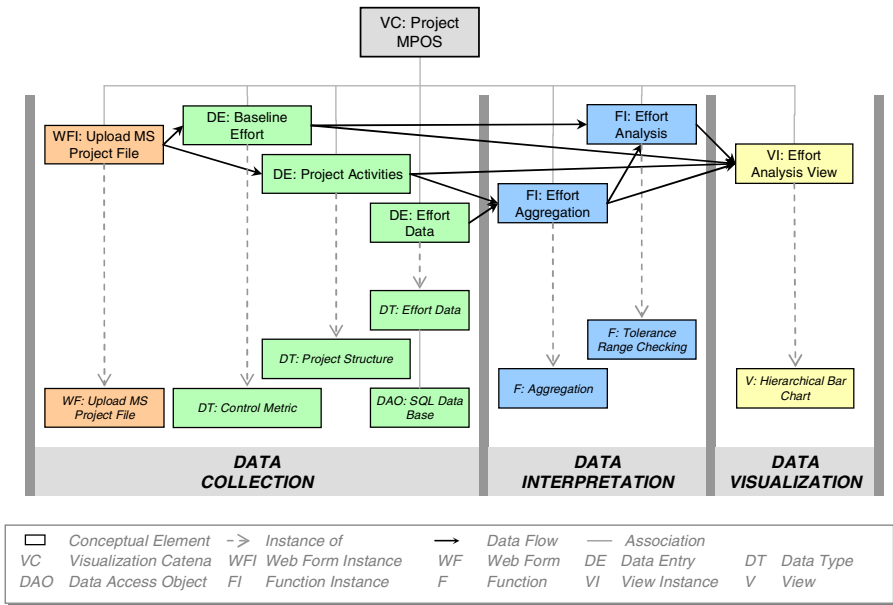 VC: Project
MPOS
WFI: Upload MS
Project File
DE: Baseline
Effort
DE: Project Activities
DE: Effort
Data
FI: Effort
Analysis
FI: Effort
Aggregation
VI: Effort
Analysis View
DT: Effort Data
DT: Project Structure
F: Tolerance
Range Checking
WF: Upload MS
Project File
DT: Control Metric
DAO: SQL Data
Base
F: Aggregation
V: Hierarchical Bar
Chart
DATA
COLLECTION
DATA
INTERPRETATION
DATA
VISUALIZATION
Conceptual Element Instance of Data Flow Association
VC Visualization Catena WFI Web Form Instance WF Web Form DE Data Entry DT Data Type
DAO Data Access Object FI Function Instance F Function VI View Instance V View